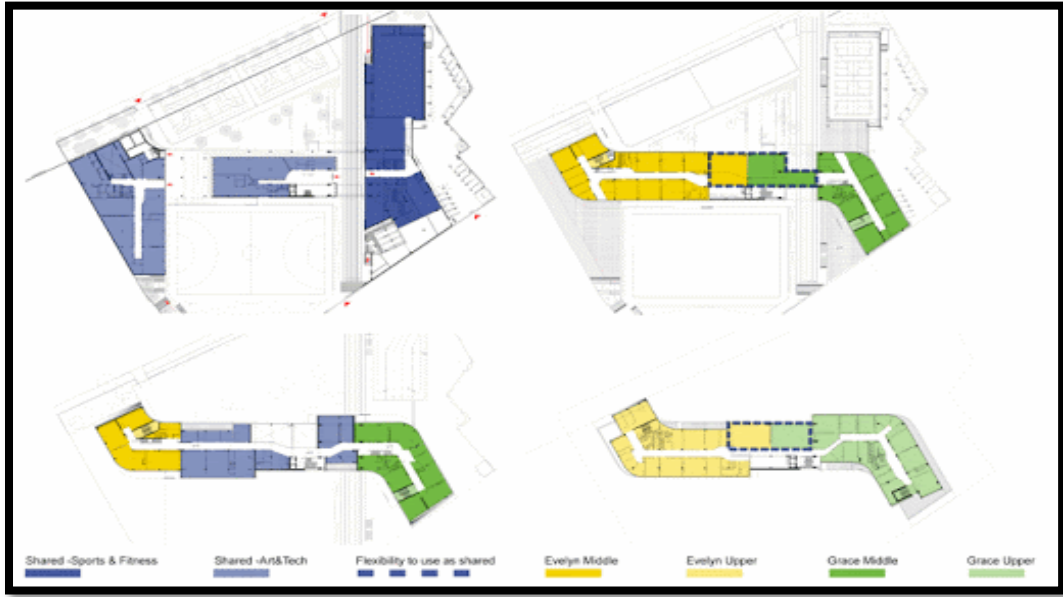 Shared -Sports & Fitness
Shared -Art&Tech
Flexibility to use as shared
Evelyn Middle
Evelyn Upper
Grace Middle
Grace Upper